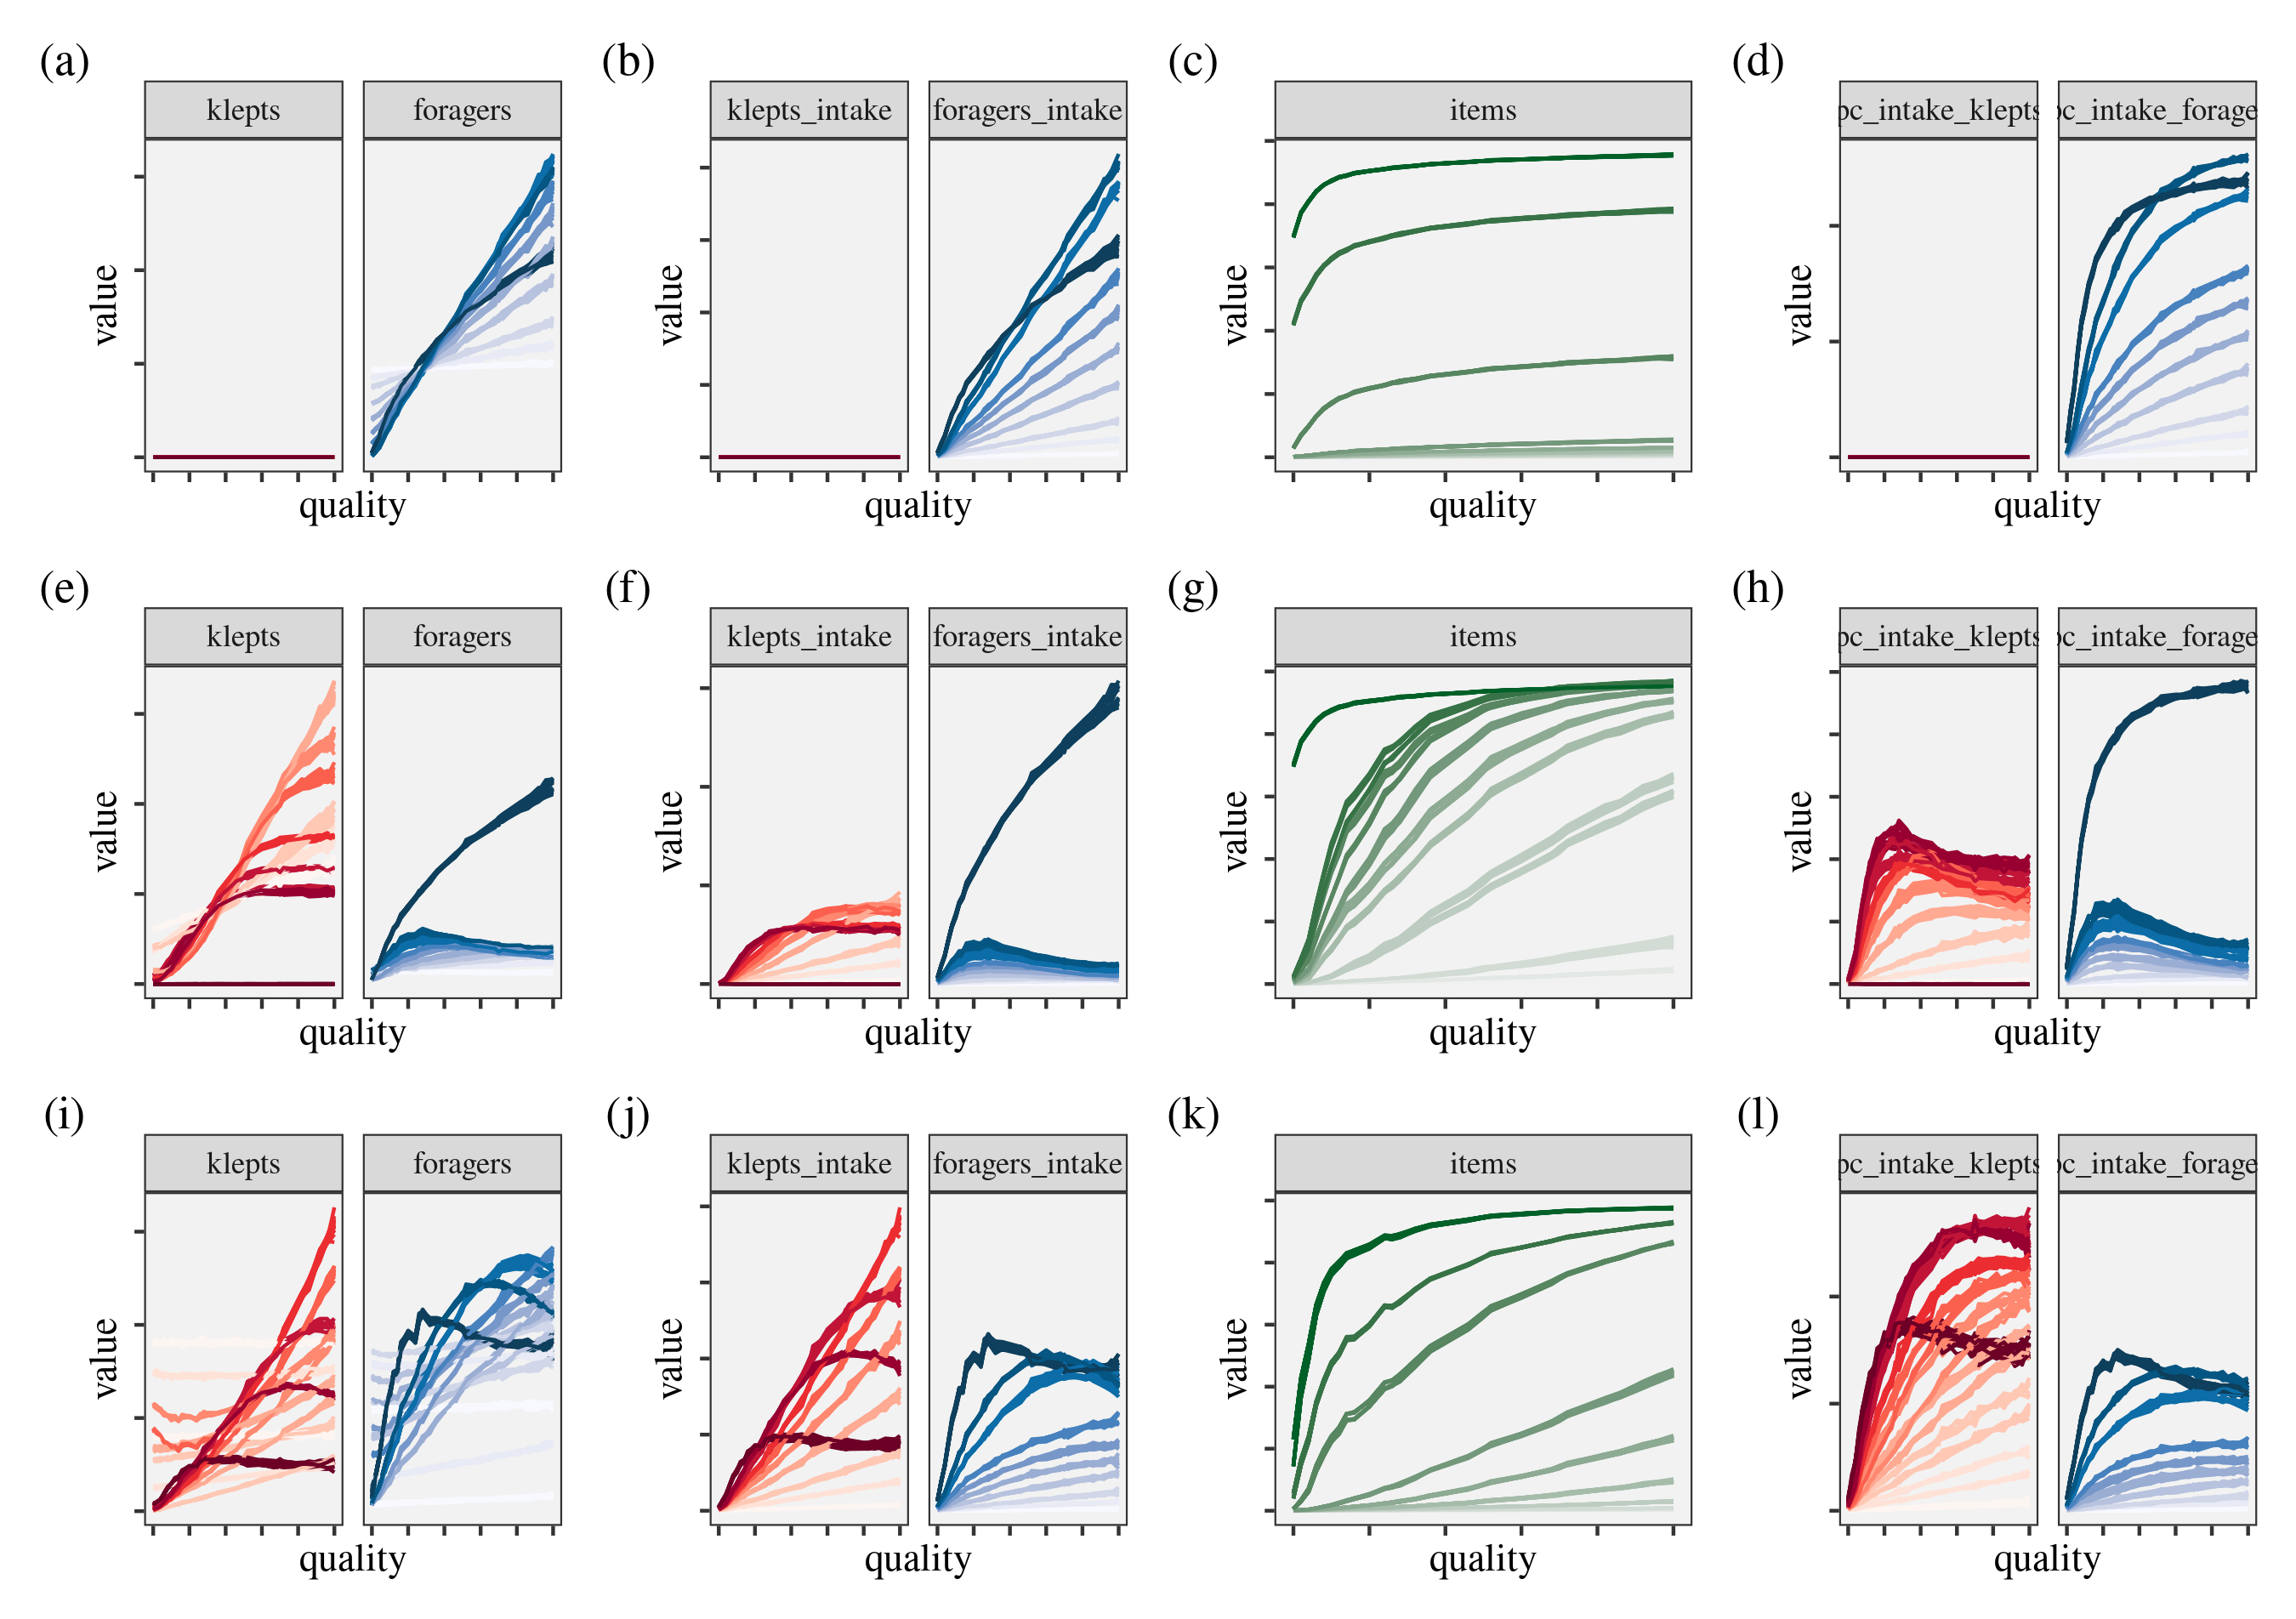 (a) (b) (c) (d)
klepts foragers klepts_intake foragers_intake items pc_intake_klepts pc_intake_forage
value value value value
quality quality quality quality
(e) (f) (g) (h)
klepts foragers klepts_intake foragers_intake items pc_intake_klepts pc_intake_forage
value value value value
quality quality quality quality
(i) (j) (k) (l)
klepts foragers klepts_intake foragers_intake items pc_intake_klepts pc_intake_forage
value value value value
quality quality quality quality